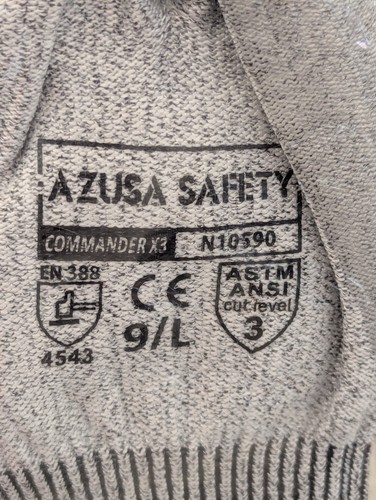 AZUSA SAFETY
COMMANDER X3 N10590
EN 388
4543
CE
9/L
ASTM
ANSI
cut level
3